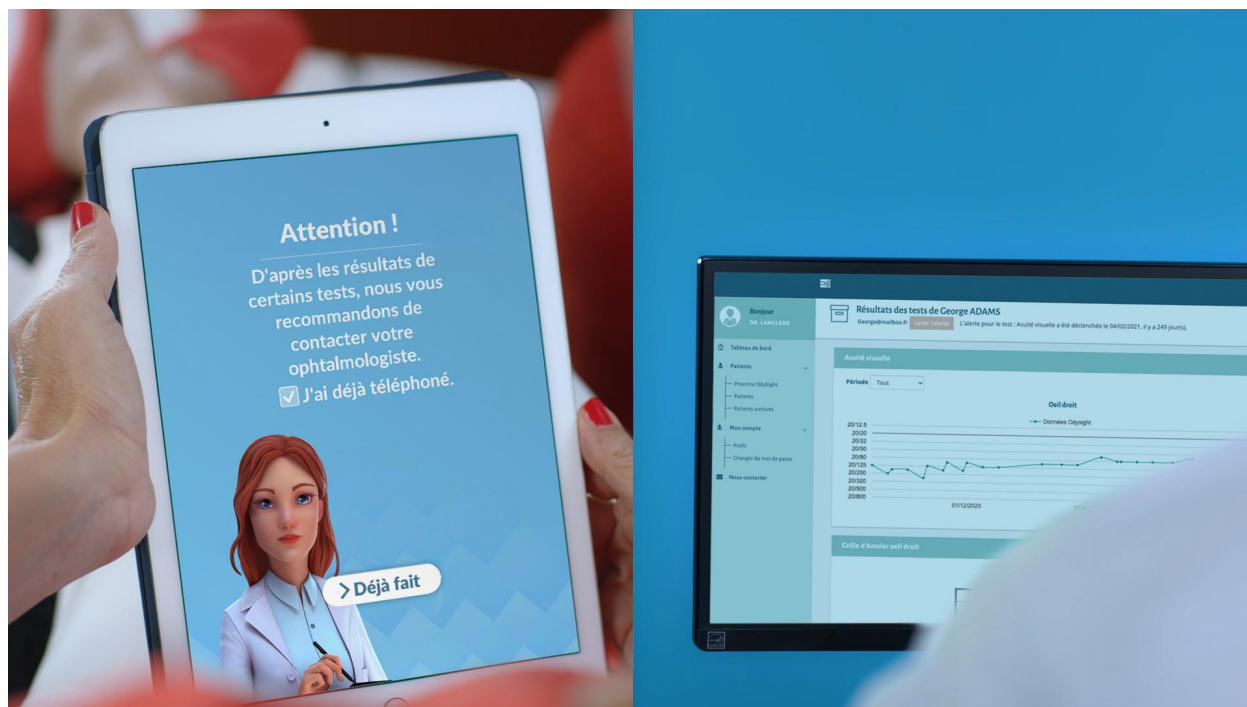 Attention !
D'après les résultats de
certains tests, nous vous
recommandons de
contacter votre
ophtalmologiste.
J'ai déjà téléphoné.
Déjà fait
Bonjour
DR. LANGLADE
Tableau de bord
Patients
Prescrire OdySight
Patients
Patients archivés
Mon compte
Profil
Changer de mot de passe
Nous contacter
Résultats des tests de George ADAMS
George@mailbox.fr Lever l'alerte L'alerte pour le test : Acuité visuelle a été déclenchée le 04/02/2021, il y a 249 jour(s).
Acuité visuelle
Période Tout
Oeil droit
Données Odysight
20/12.5
20/20
20/32
20/50
20/80
20/125
20/200
20/320
20/500
20/800
01/12/2020
Grille d'Amsler oeil droit